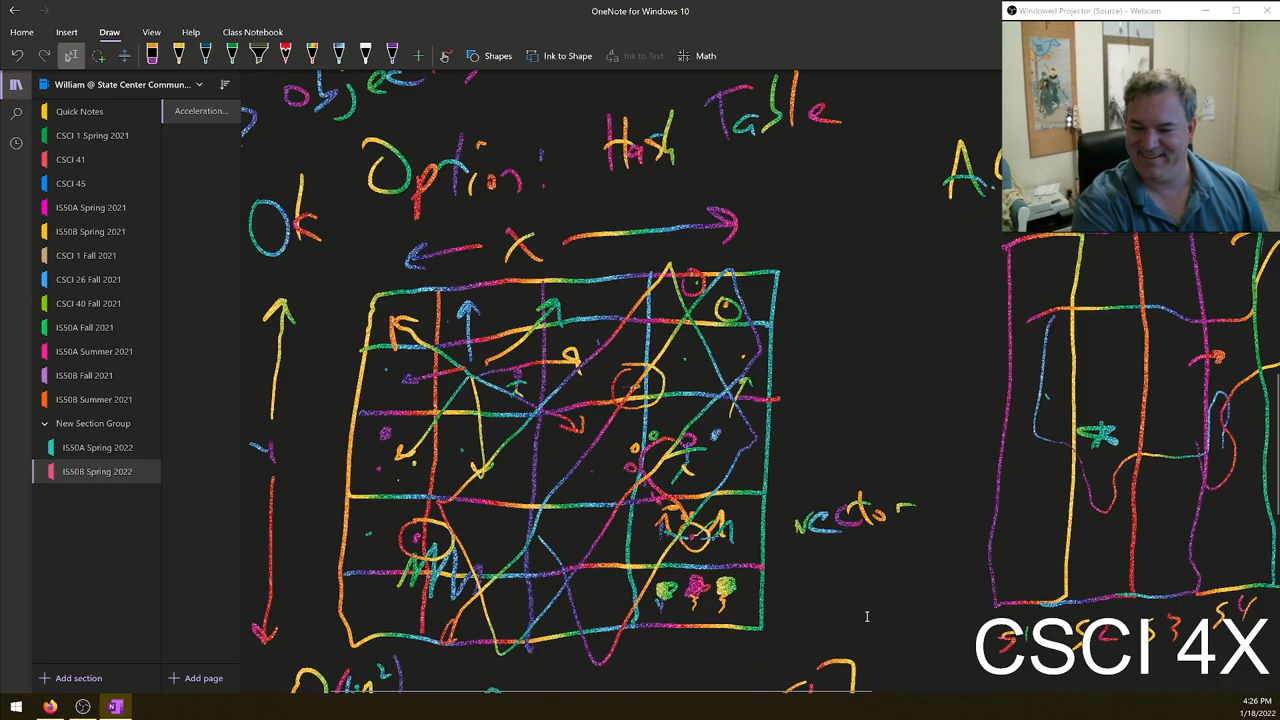 OneNote for Windows 10
Windowed Projector (Source) - Webcam
Home
Insert
Draw
View
Help
Class Notebook
Shapes
Ink to Shape
Ink to Text
Math
William @ State Center Commun...
Quick Notes
CSCI 1 Spring 2021
CSCI 41
CSCI 45
IS50A Spring 2021
IS50B Spring 2021
CSCI 1 Fall 2021
CSCI 26 Fall 2021
CSCI 40 Fall 2021
IS50A Fall 2021
IS50A Summer 2021
IS50B Fall 2021
IS50B Summer 2021
New Section Group
IS50A Spring 2022
IS50B Spring 2022
Add section
Acceleration...
Add page
Table
Option: Hash
Ok
X
Y
vector
CSCI 4X
4:26 PM
1/18/2022